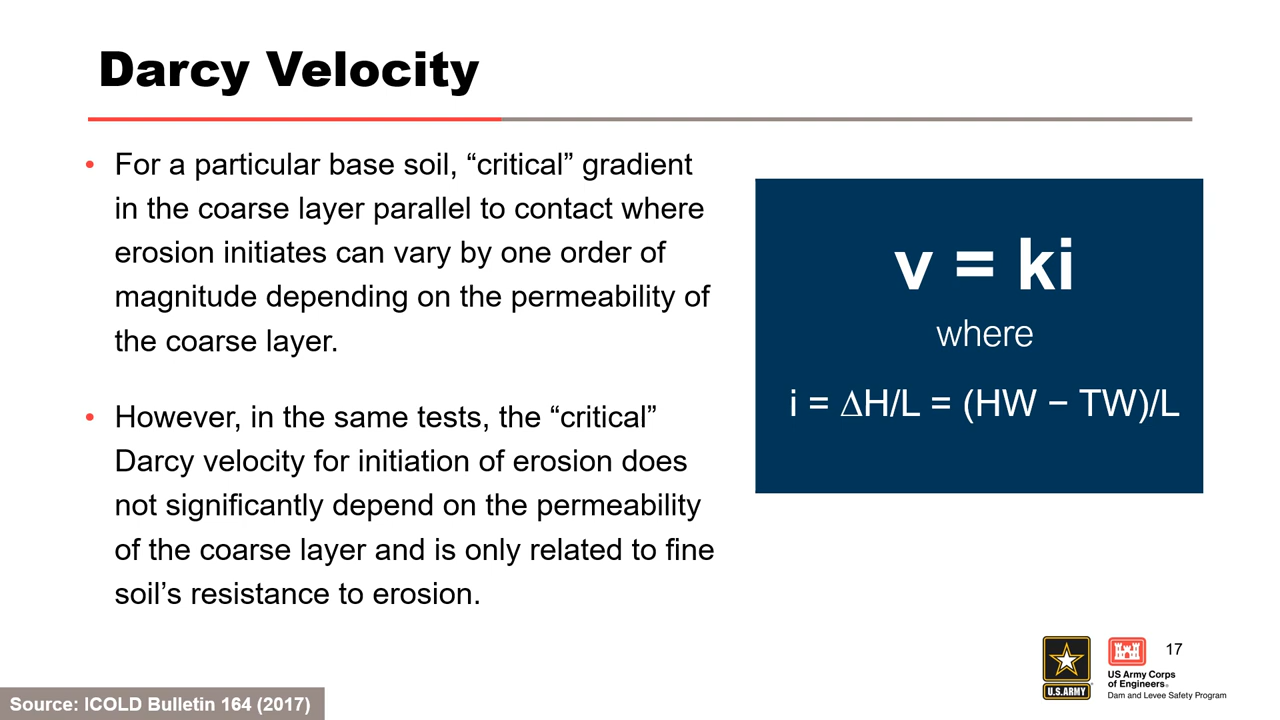 Darcy Velocity
• For a particular base soil, “critical” gradient
in the coarse layer parallel to contact where
erosion initiates can vary by one order of
magnitude depending on the permeability of
the coarse layer.
• However, in the same tests, the “critical”
Darcy velocity for initiation of erosion does
not significantly depend on the permeability
of the coarse layer and is only related to fine
soil’s resistance to erosion.
v = ki
where
i = ΔH/L = (HW − TW)/L
U.S.ARMY
US Army Corps
of Engineers®
Dam and Levee Safety Program
17
Source: ICOLD Bulletin 164 (2017)